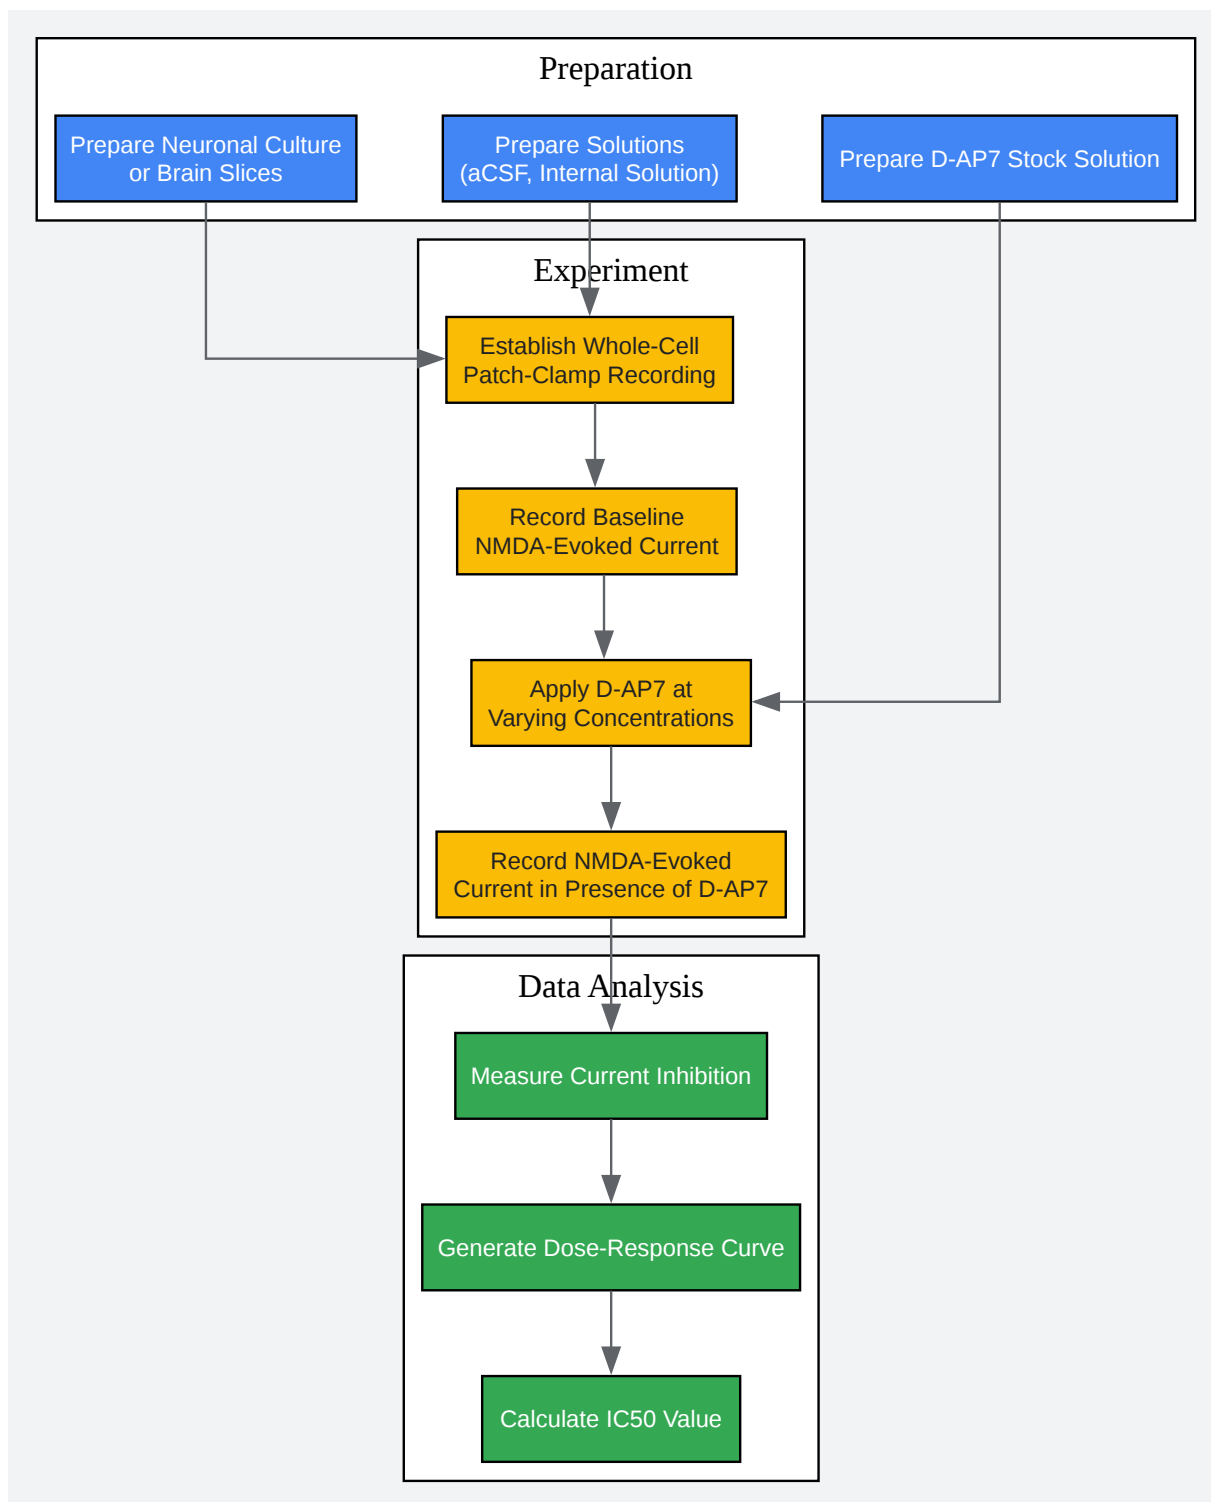 Preparation
Prepare Neuronal Culture
or Brain Slices
Prepare Solutions
(aCSF, Internal Solution)
Prepare D-AP7 Stock Solution
Experiment
Establish Whole-Cell
Patch-Clamp Recording
Record Baseline
NMDA-Evoked Current
Apply D-AP7 at
Varying Concentrations
Record NMDA-Evoked
Current in Presence of D-AP7
Data Analysis
Measure Current Inhibition
Generate Dose-Response Curve
Calculate IC50 Value